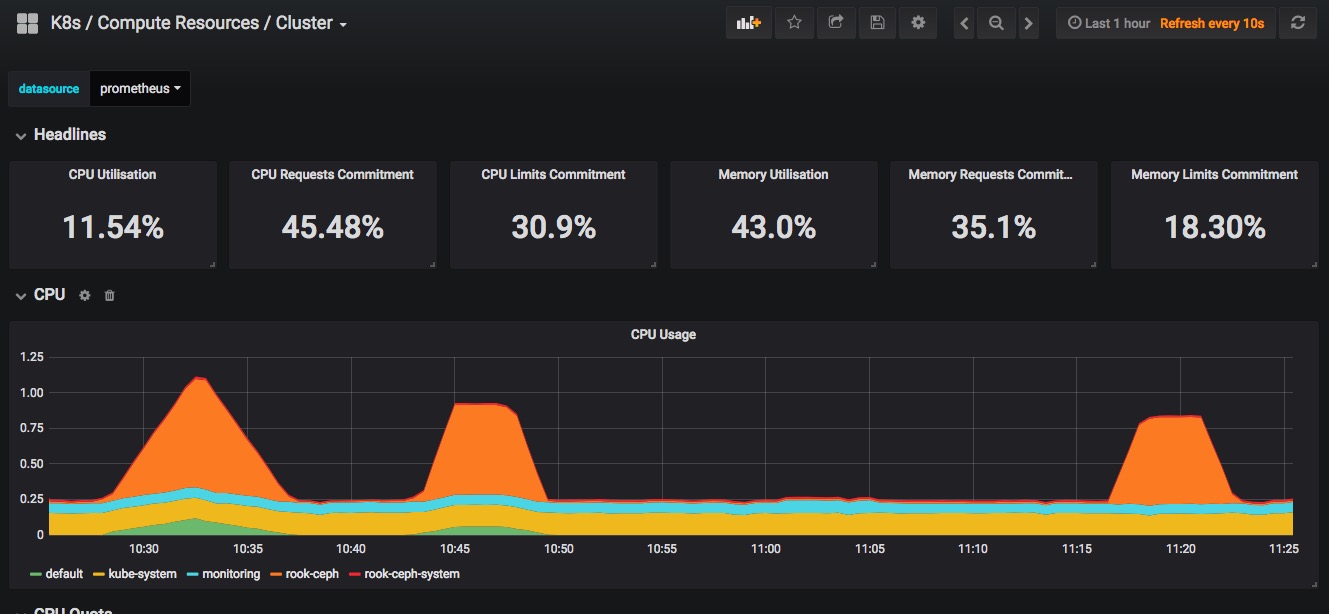 K8s / Compute Resources / Cluster
Last 1 hour Refresh every 10s
datasource prometheus
Headlines
CPU Utilisation CPU Requests Commitment CPU Limits Commitment Memory Utilisation Memory Requests Commit... Memory Limits Commitment
11.54% 45.48% 30.9% 43.0% 35.1% 18.30%
CPU
CPU Usage
1.25
1.00
0.75
0.50
0.25
0
10:30 10:35 10:40 10:45 10:50 10:55 11:00 11:05 11:10 11:15 11:20 11:25
default kube-system monitoring rook-ceph rook-ceph-system
CPU Quota